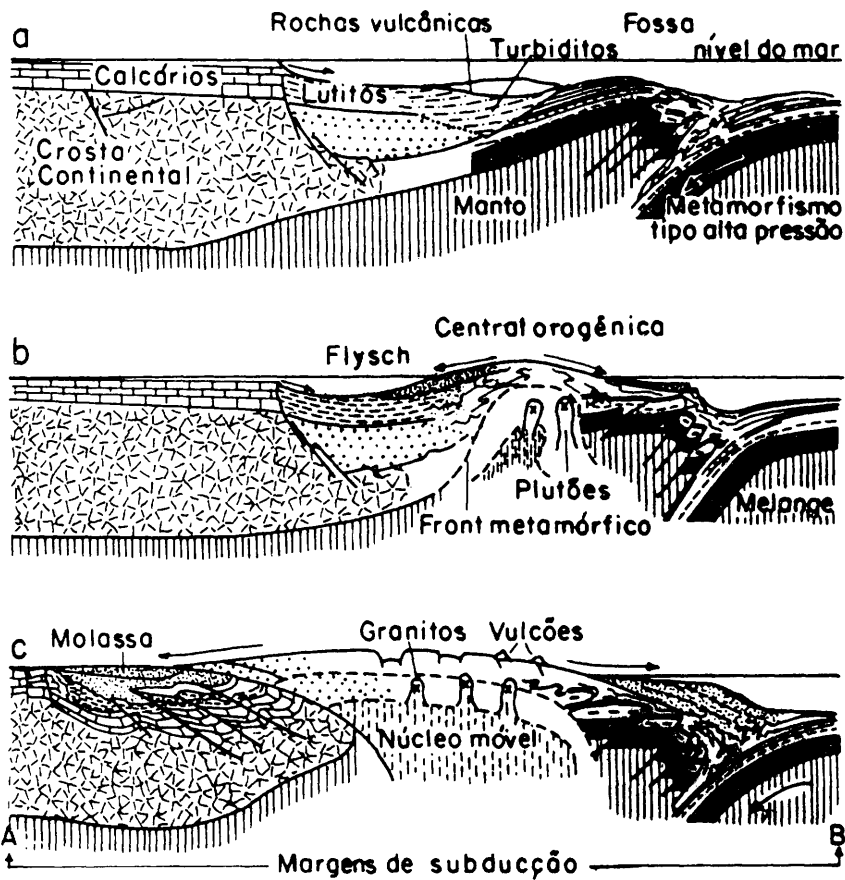 a
Rochas vulcânicas
Fossa
Turbiditos
nível do mar
Calcários
Lutitos
Crosta
Continental
Manto
Metamorfismo
tipo alta pressão
b
Central orogênica
Flysch
Plutões
Front metamórfico
Melange
c
Molassa
Granitos
Vulcões
Núcleo móvel
A
B
Margens de subducção